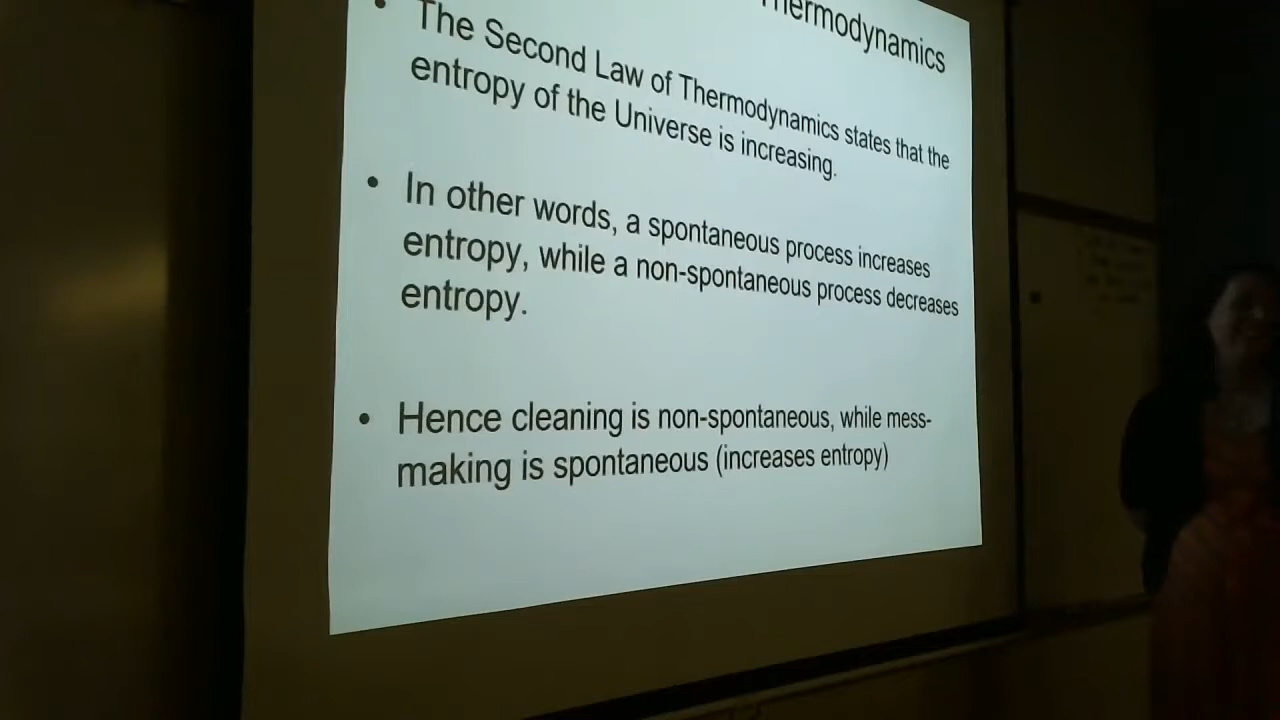 Thermodynamics
• The Second Law of Thermodynamics states that the
entropy of the Universe is increasing.
• In other words, a spontaneous process increases
entropy, while a non-spontaneous process decreases
entropy.
• Hence cleaning is non-spontaneous, while mess-
making is spontaneous (increases entropy)